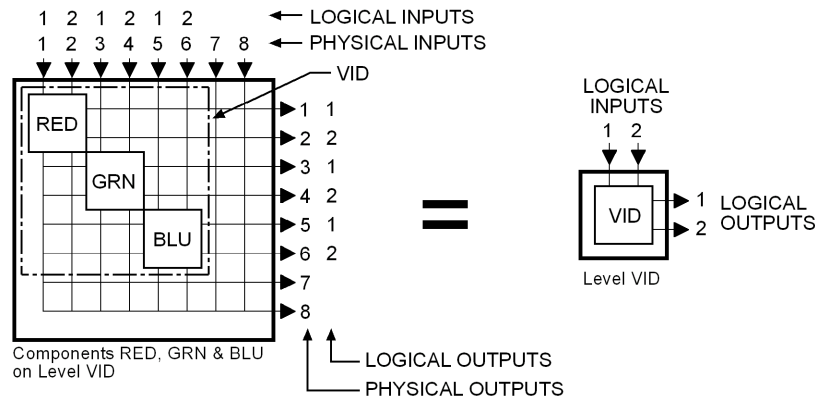 1 2 1 2 1 2 LOGICAL INPUTS
1 2 3 4 5 6 7 8 PHYSICAL INPUTS
VID
RED
GRN
BLU
1 1
2 2
3 1
4 2
5 1
6 2
7
8
Components RED, GRN & BLU
on Level VID
LOGICAL OUTPUTS
PHYSICAL OUTPUTS
=
LOGICAL
INPUTS
1 2
VID
1
2
LOGICAL
OUTPUTS
Level VID